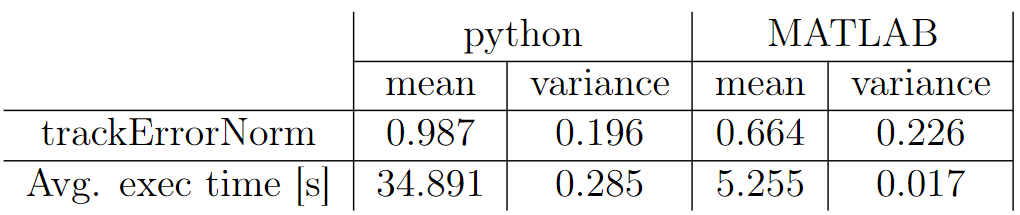 python MATLAB
mean variance mean variance
trackErrorNorm 0.987 0.196 0.664 0.226
Avg. exec time [s] 34.891 0.285 5.255 0.017